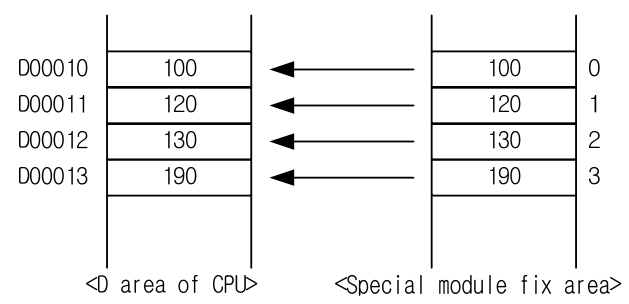 D00010 100 100 0
D00011 120 120 1
D00012 130 130 2
D00013 190 190 3
<D area of CPU> <Special module fix area>